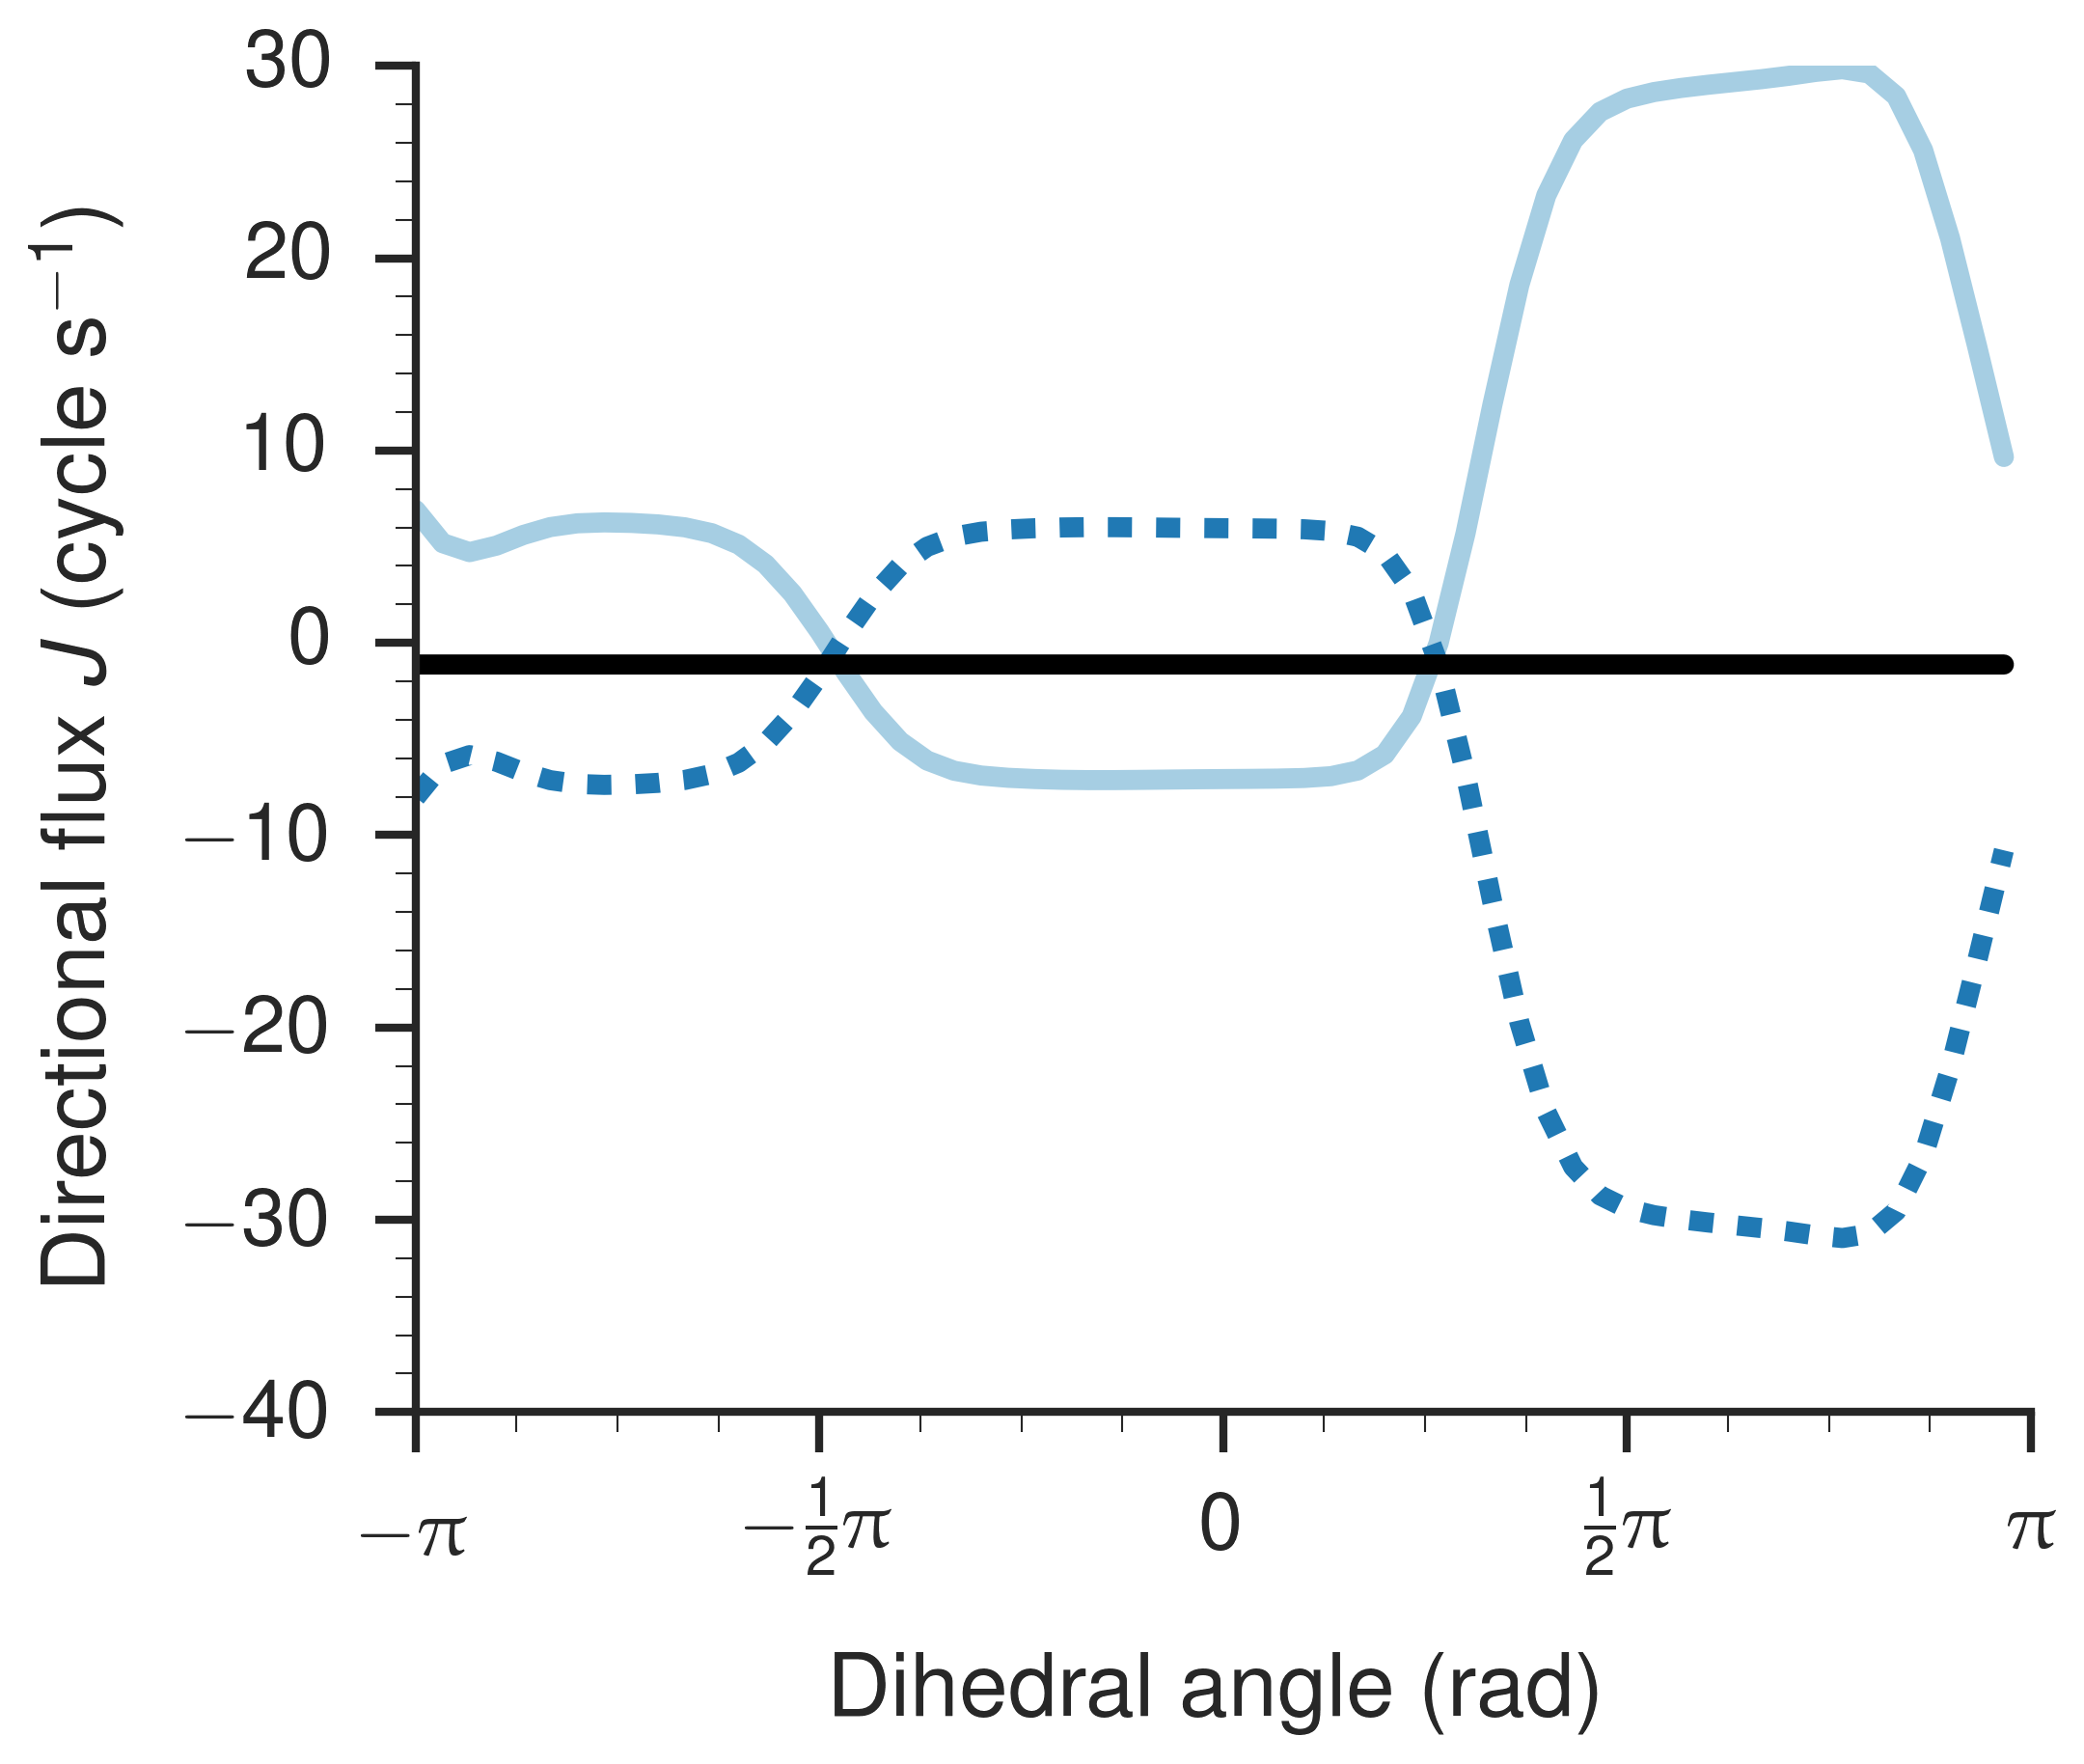 Directional flux J (cycle s⁻¹)
30
20
10
0
−10
−20
−30
−40
−π
−½π
0
½π
π
Dihedral angle (rad)